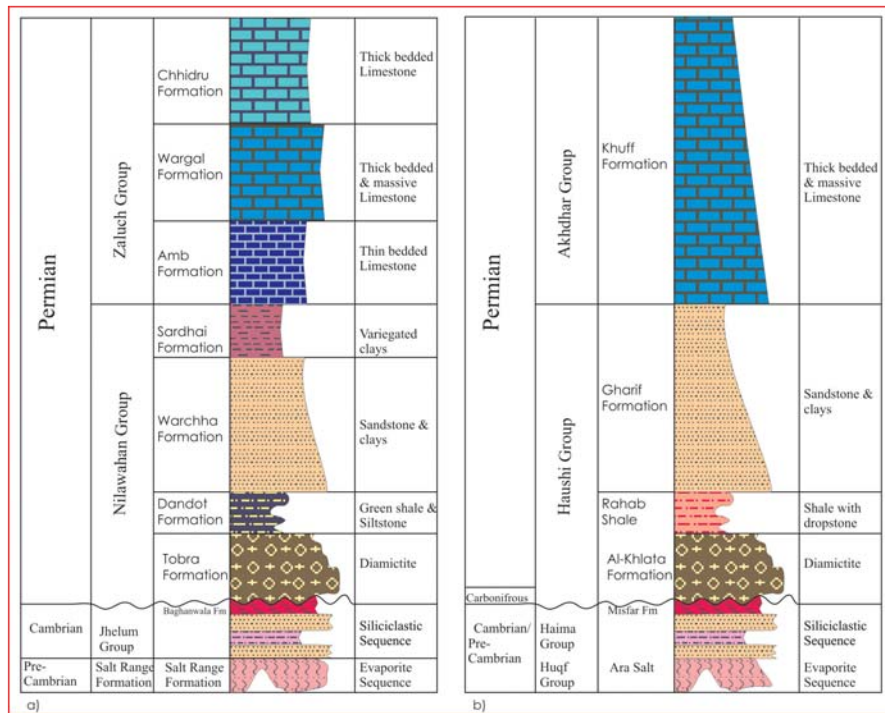 Permian
Zaluch Group
Chhidru
Formation
Thick bedded
Limestone
Wargal
Formation
Thick bedded
& massive
Limestone
Amb
Formation
Thin bedded
Limestone
Nilawahan Group
Sardhai
Formation
Variegated
clays
Warchha
Formation
Sandstone &
clays
Dandot
Formation
Green shale &
Siltstone
Tobra
Formation
Diamictite
Baghanwala Fm
Cambrian
Jhelum
Group
Siliciclastic
Sequence
Pre-
Cambrian
Salt Range
Formation
Salt Range
Formation
Evaporite
Sequence
a)
Permian
Akhdhar Group
Khuff
Formation
Thick bedded
& massive
Limestone
Haushi Group
Gharif
Formation
Sandstone &
clays
Rahab
Shale
Shale with
dropstone
Al-Khlata
Formation
Diamictite
Carbonifrous
Misfar Fm
Cambrian/
Pre-
Cambrian
Haima
Group
Siliciclastic
Sequence
Huqf
Group
Ara Salt
Evaporite
Sequence
b)